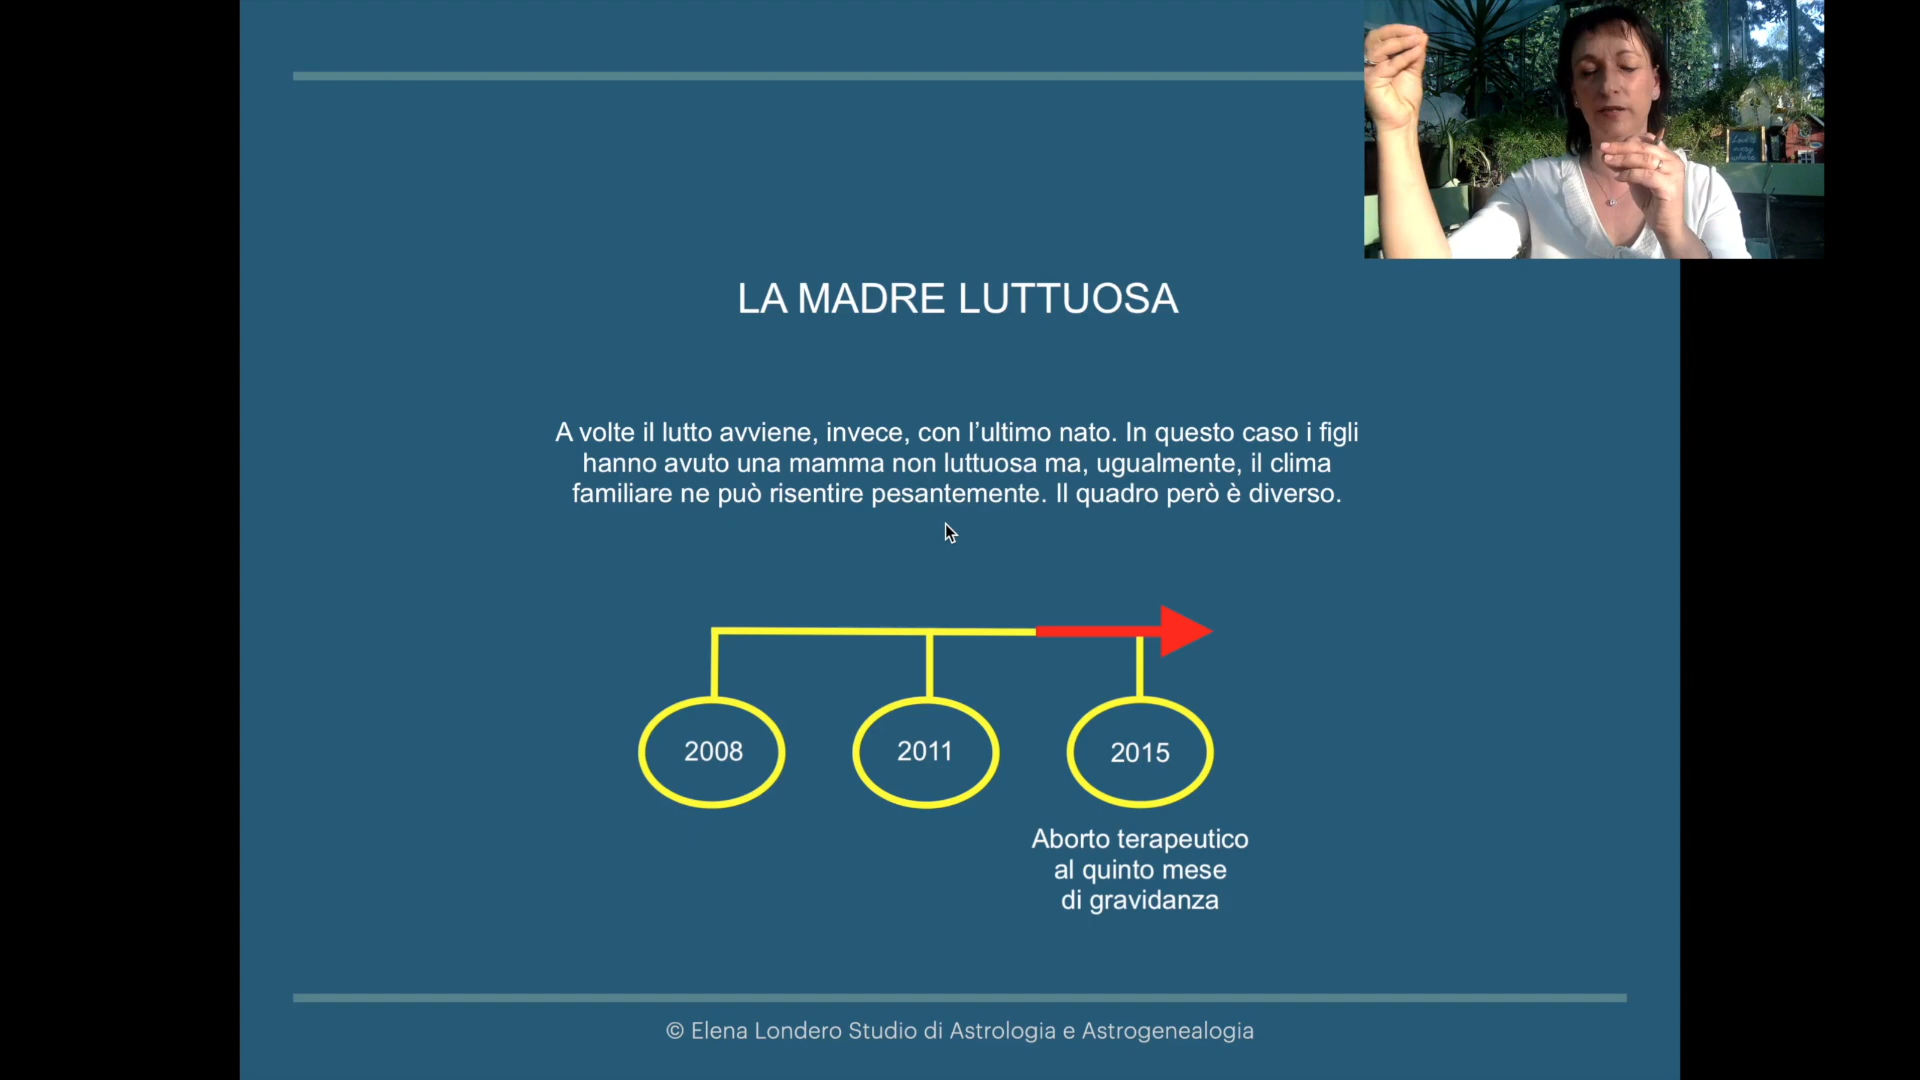 LA MADRE LUTTUOSA
A volte il lutto avviene, invece, con l’ultimo nato. In questo caso i figli
hanno avuto una mamma non luttuosa ma, ugualmente, il clima
familiare ne può risentire pesantemente. Il quadro però è diverso.
2008
2011
2015
Aborto terapeutico
al quinto mese
di gravidanza
© Elena Londero Studio di Astrologia e Astrogenealogia